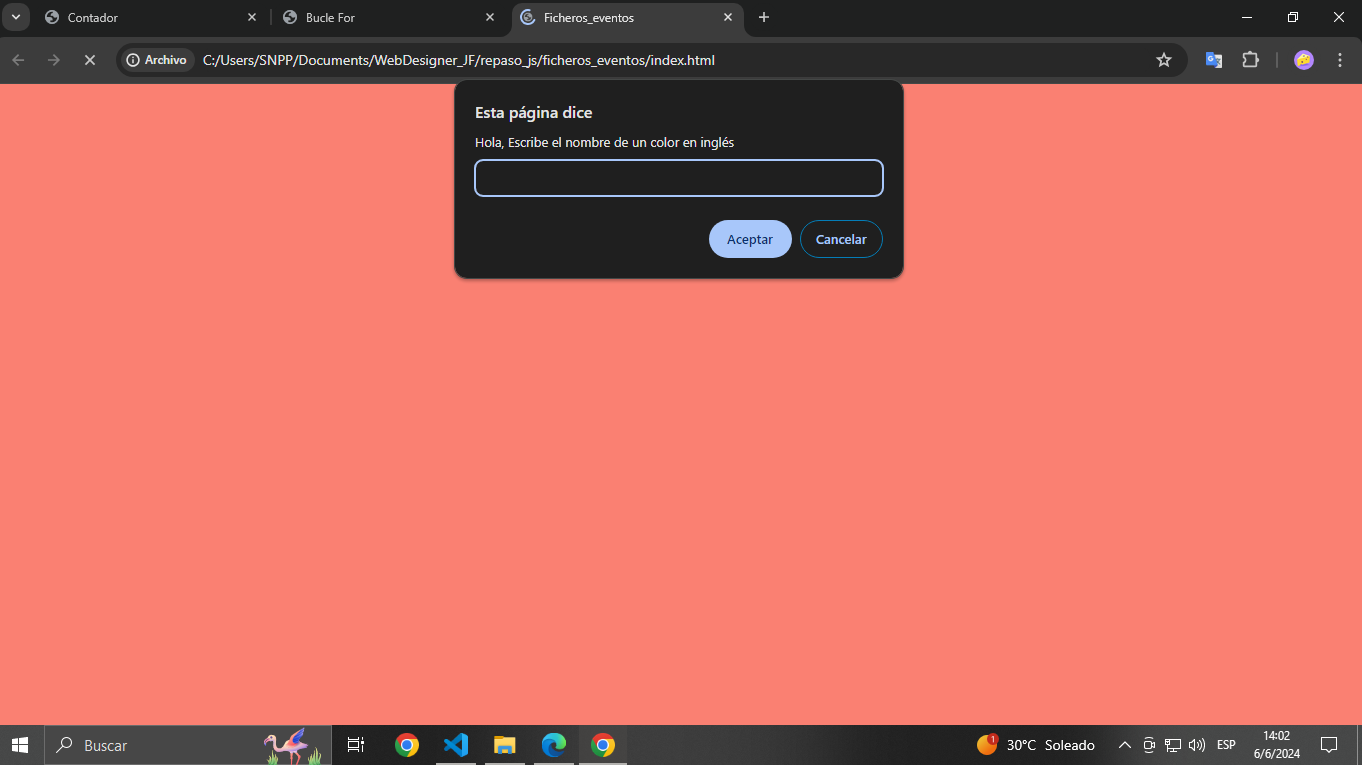 Contador
Bucle For
Ficheros_eventos
Archivo
C:/Users/SNPP/Documents/WebDesigner_JF/repaso_js/ficheros_eventos/index.html
Esta página dice
Hola, Escribe el nombre de un color en inglés
Aceptar
Cancelar
Buscar
1
30°C Soleado
ESP
14:02
6/6/2024